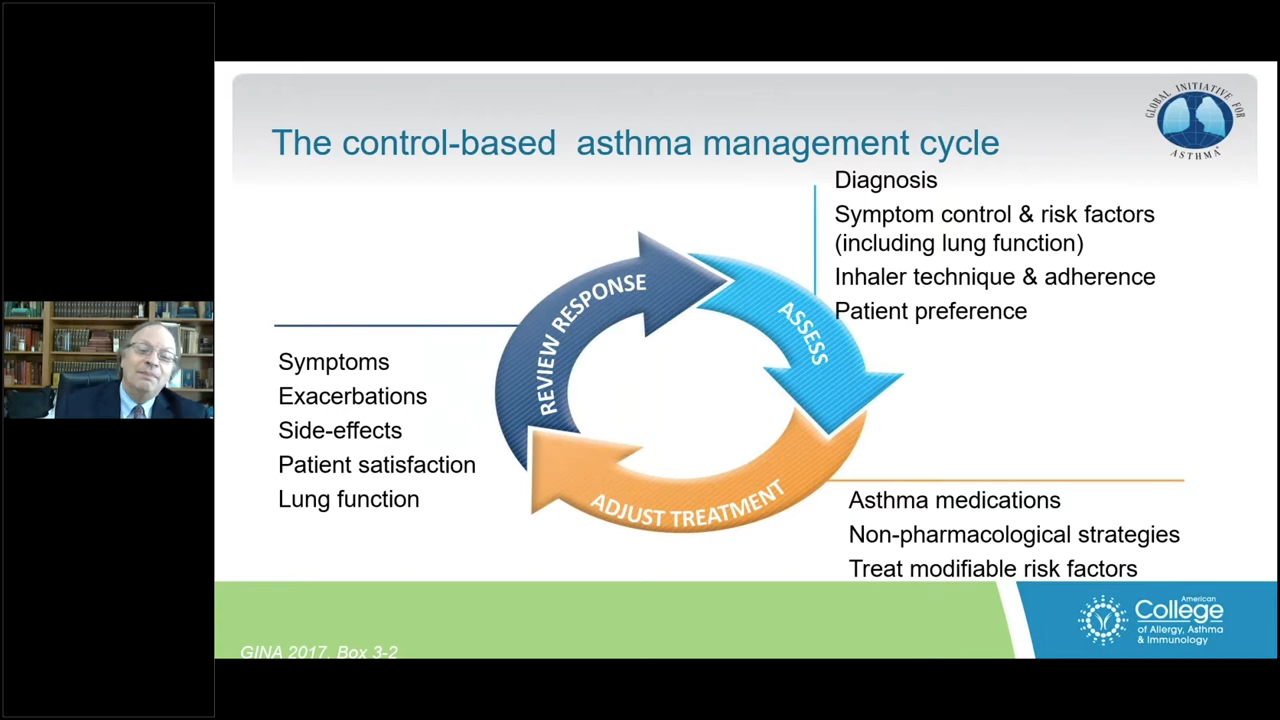 The control-based asthma management cycle
GLOBAL INITIATIVE FOR
ASTHMA
Diagnosis
Symptom control & risk factors
(including lung function)
Inhaler technique & adherence
Patient preference
REVIEW RESPONSE
ASSESS
ADJUST TREATMENT
Symptoms
Exacerbations
Side-effects
Patient satisfaction
Lung function
Asthma medications
Non-pharmacological strategies
Treat modifiable risk factors
GINA 2017, Box 3-2
American
College
of Allergy, Asthma
& Immunology